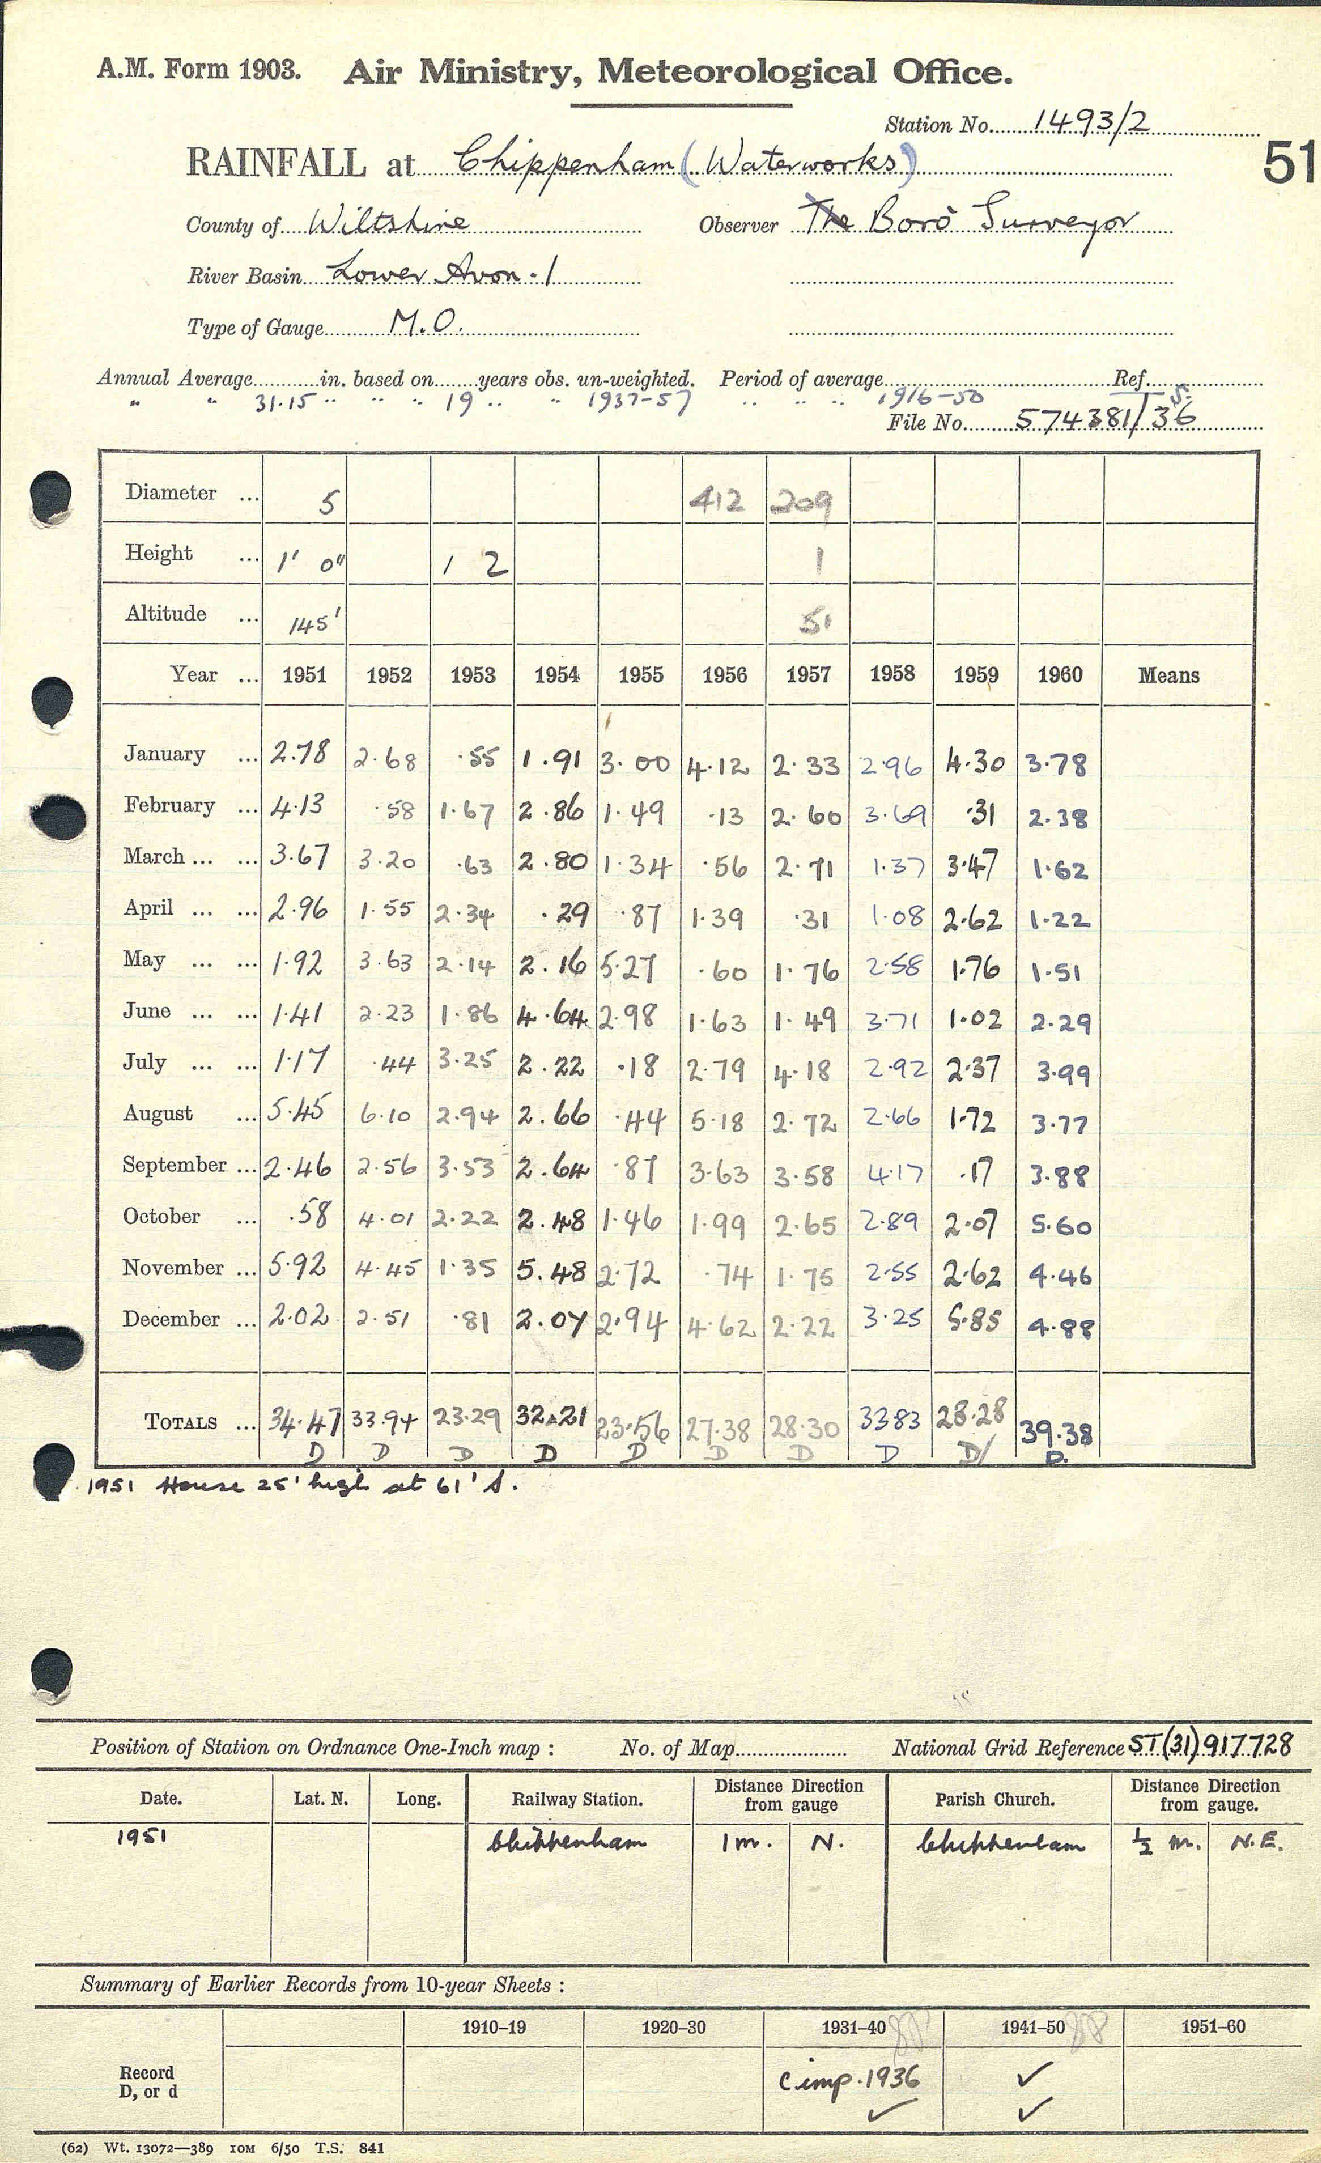 A.M. Form 1903. Air Ministry, Meteorological Office.
Station No. 1493/2
RAINFALL at Chippenham (Waterworks)
51
County of Wiltshire Observer The Boro Surveyor
River Basin Lower Avon - 1
Type of Gauge M.O.
Annual Average in. based on years obs. un-weighted. Period of average Ref.
" " 31.15 " " " 19 " " 1937-57 " " " 1916-50 S.
File No. 574381/36
Diameter ... 5 412 209
Height ... 1' 0" 1 2 1
Altitude ... 145' 51
Year ... 1951 1952 1953 1954 1955 1956 1957 1958 1959 1960 Means
January ... 2.78 2.68 .55 1.91 3.00 4.12 2.33 2.96 4.30 3.78
February ... 4.13 .58 1.67 2.86 1.49 .13 2.60 3.69 .31 2.38
March ... ... 3.67 3.20 .63 2.80 1.34 .56 2.71 1.37 3.47 1.62
April ... ... 2.96 1.55 2.34 .29 .87 1.39 .31 1.08 2.62 1.22
May ... ... 1.92 3.63 2.14 2.16 5.27 .60 1.76 2.58 1.76 1.51
June ... ... 1.41 2.23 1.86 4.64 2.98 1.63 1.49 3.71 1.02 2.29
July ... ... 1.17 .44 3.25 2.22 .18 2.79 4.18 2.92 2.37 3.99
August ... 5.45 6.10 2.94 2.66 .44 5.18 2.72 2.66 1.72 3.77
September ... 2.46 2.56 3.53 2.64 .87 3.63 3.58 4.17 .17 3.88
October ... .58 4.01 2.22 2.48 1.46 1.99 2.65 2.89 2.07 5.60
November ... 5.92 4.45 1.35 5.48 2.72 .74 1.75 2.55 2.62 4.46
December ... 2.02 2.51 .81 2.07 2.94 4.62 2.22 3.25 5.85 4.88
TOTALS ... 34.47 33.94 23.29 32.21 23.56 27.38 28.30 33.83 28.28 39.38
D D D D D D D D D/ D.
1951 House 25' high at 61' S.
Position of Station on Ordnance One-Inch map : No. of Map National Grid Reference ST(31)917728
Date. Lat. N. Long. Railway Station. Distance Direction from gauge Parish Church. Distance Direction from gauge.
1951 Chippenham 1 m. N. Chippenham ½ m. N.E.
Summary of Earlier Records from 10-year Sheets :
1910-19 1920-30 1931-40 1941-50 1951-60
Record D, or d C imp. 1936 ✓
✓ ✓
(62) Wt. 13072—389 10M 6/50 T.S. 841